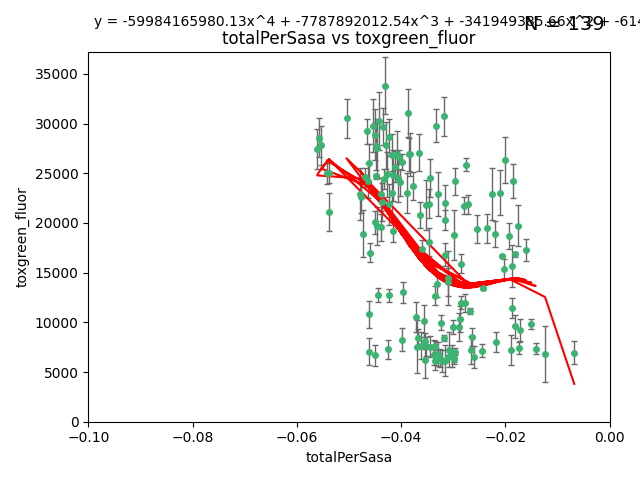 y = -59984165980.13x^4 + -7787892012.54x^3 + -341949
N = 139
totalPerSasa vs toxgreen_fluor
35000
30000
25000
20000
15000
10000
5000
0
toxgreen_fluor
−0.10
−0.08
−0.06
−0.04
−0.02
0.00
totalPerSasa